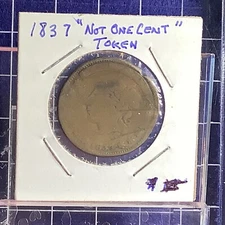 1837 "NOT ONE CENT"
TOKEN